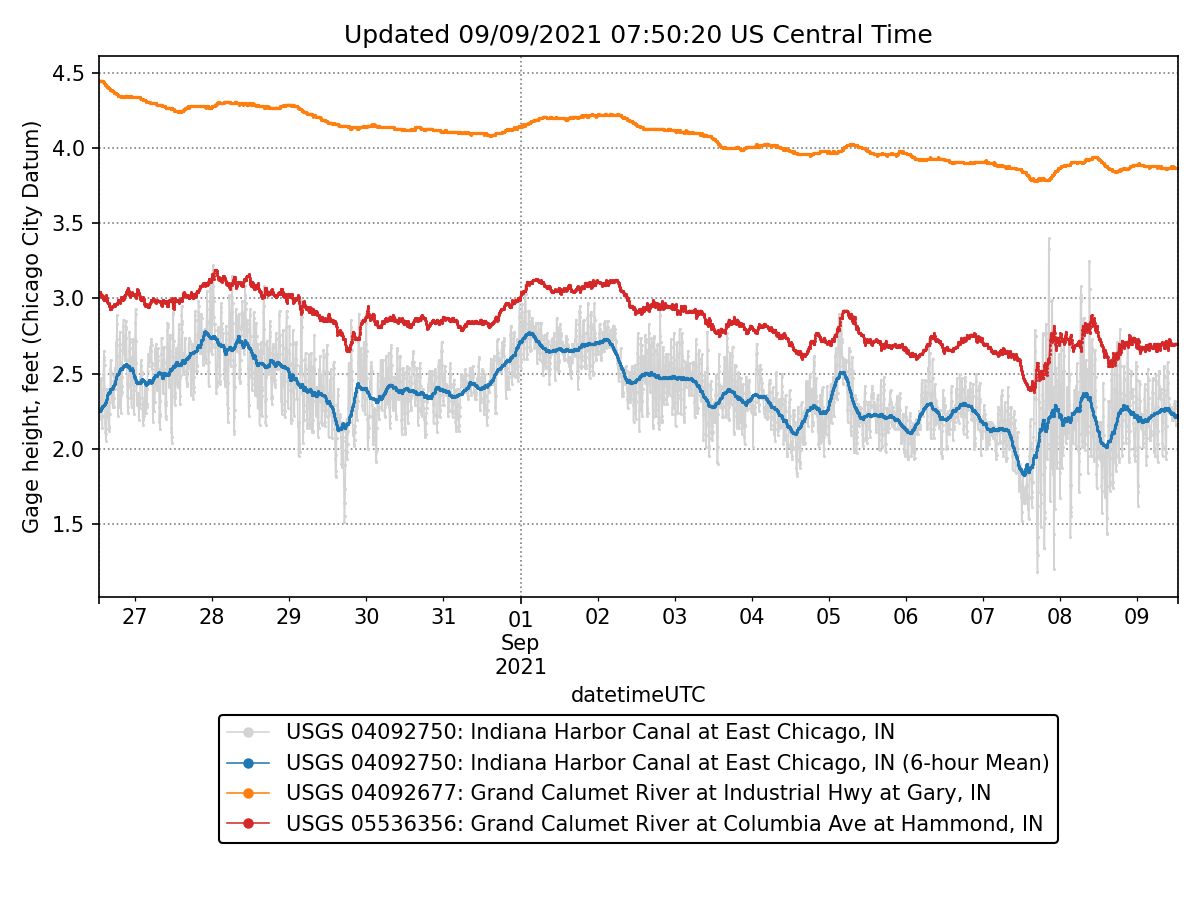 Updated 09/09/2021 07:50:20 US Central Time
Gage height, feet (Chicago City Datum)
4.5
4.0
3.5
3.0
2.5
2.0
1.5
27 28 29 30 31 01 02 03 04 05 06 07 08 09
Sep
2021
datetimeUTC
USGS 04092750: Indiana Harbor Canal at East Chicago, IN
USGS 04092750: Indiana Harbor Canal at East Chicago, IN (6-hour Mean)
USGS 04092677: Grand Calumet River at Industrial Hwy at Gary, IN
USGS 05536356: Grand Calumet River at Columbia Ave at Hammond, IN